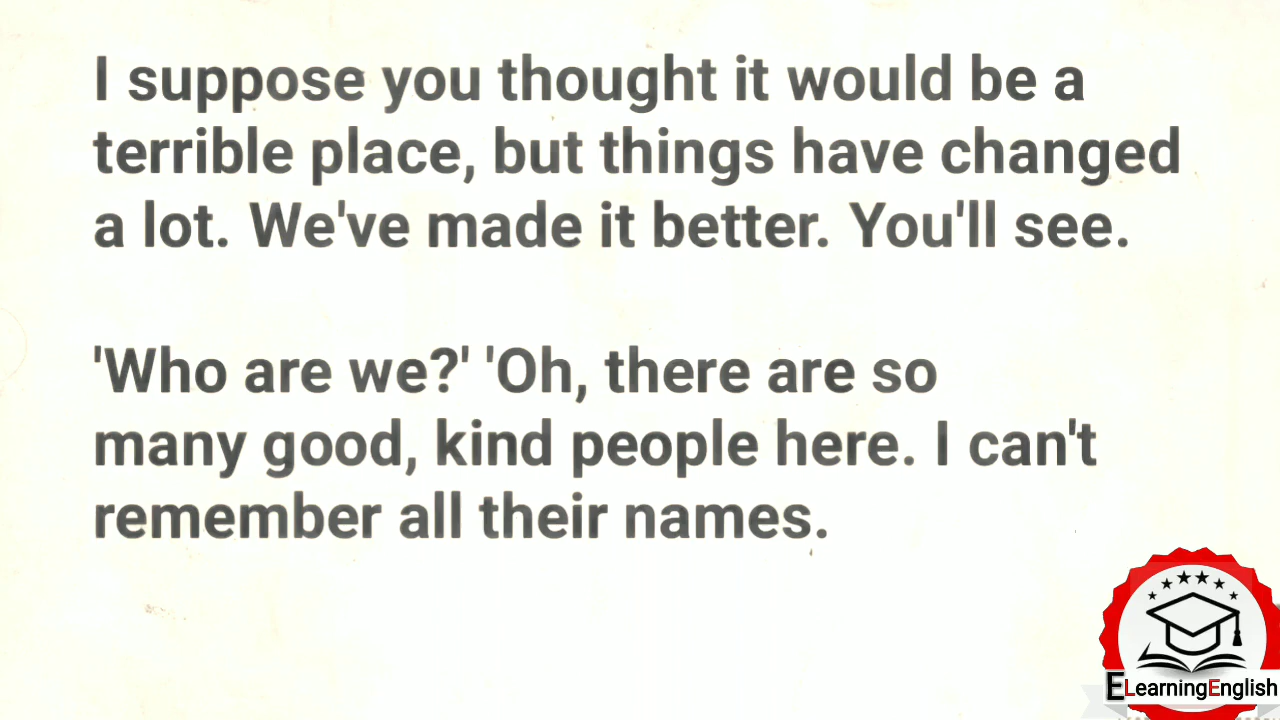 I suppose you thought it would be a
terrible place, but things have changed
a lot. We've made it better. You'll see.
'Who are we?' 'Oh, there are so
many good, kind people here. I can't
remember all their names.
ELearningEnglish